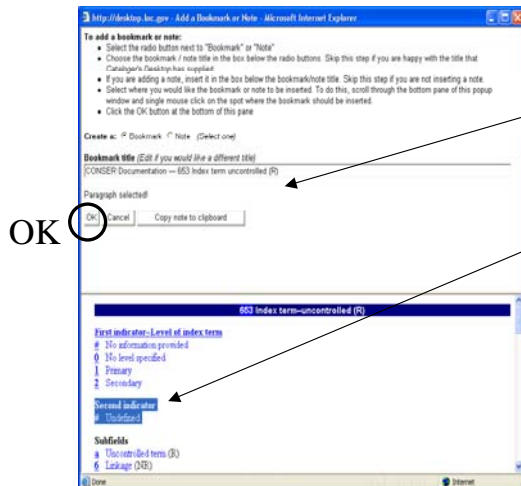 http://desktop.loc.gov - Add a Bookmark or Note - Microsoft Internet Explorer
To add a bookmark or note:
• Select the radio button next to "Bookmark" or "Note"
• Choose the bookmark / note title in the box below the radio buttons. Skip this step if you are happy with the title that
Cataloger's Desktop has supplied
• If you are adding a note, insert it in the box below the bookmark/note title. Skip this step if you are not inserting a note.
• Select where you would like the bookmark or note to be inserted. To do this, scroll through the bottom pane of this popup
window and single mouse click on the spot where the bookmark should be inserted.
• Click the OK button at the bottom of this pane
Create a: Bookmark Note (Select one)
Bookmark title (Edit if you would like a different title)
CONSER Documentation — 653 Index term uncontrolled (R)
Paragraph selected!
OK OK Cancel Copy note to clipboard
653 Index term--uncontrolled (R)
First indicator--Level of index term
# No information provided
0 No level specified
1 Primary
2 Secondary
Second indicator
# Undefined
Subfields
a Uncontrolled term (R)
6 Linkage (NR)
Done Internet